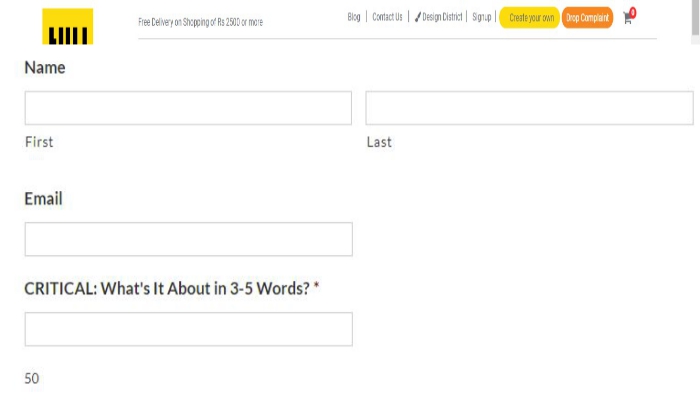 Free Delivery on Shopping of Rs 2500 or more
Blog | Contact Us | Design District | Signup | Create your own Drop Complaint 0
Name
First Last
Email
CRITICAL: What's It About in 3-5 Words? *
50